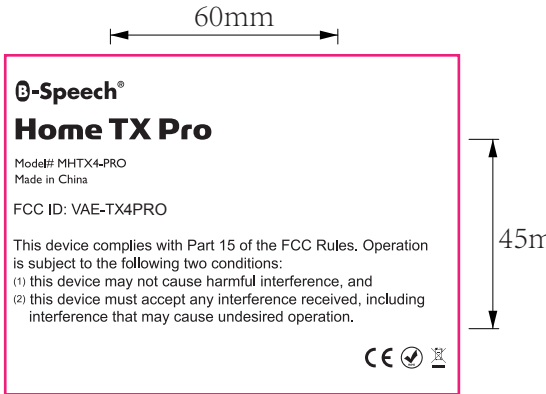 60mm
B-Speech®
Home TX Pro
Model# MHTX4-PRO
Made in China
FCC ID: VAE-TX4PRO
This device complies with Part 15 of the FCC Rules. Operation
is subject to the following two conditions:
(1) this device may not cause harmful interference, and
(2) this device must accept any interference received, including
interference that may cause undesired operation.
45m
CE